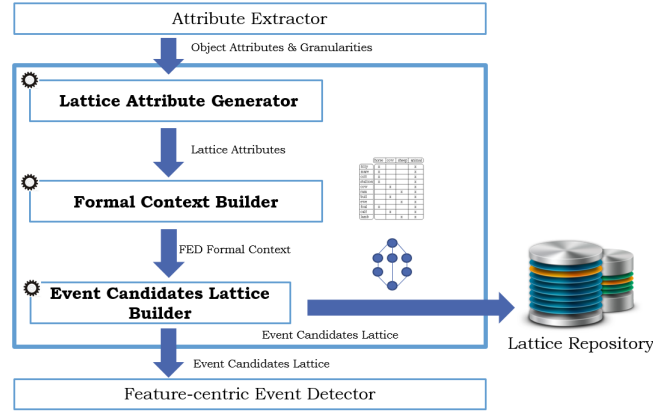 Attribute Extractor
Object Attributes & Granularities
Lattice Attribute Generator
Lattice Attributes
Formal Context Builder
FED Formal Context
Event Candidates Lattice
Builder
Event Candidates Lattice
Lattice Repository
Event Candidates Lattice
Feature-centric Event Detector